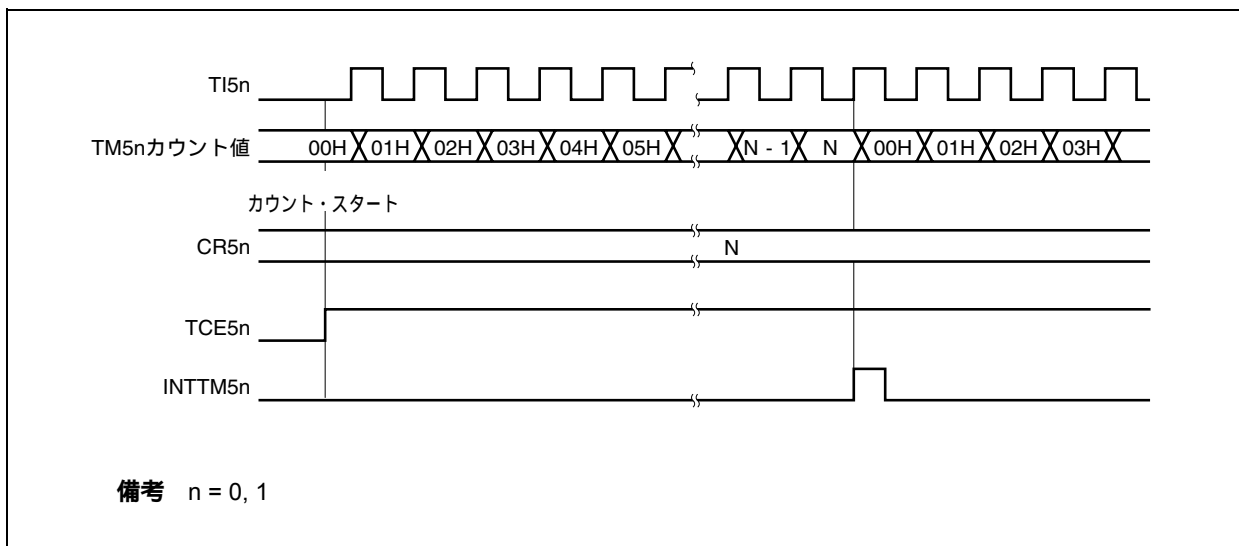 TI5n
TM5nカウント値 00H 01H 02H 03H 04H 05H N - 1 N 00H 01H 02H 03H
カウント・スタート
CR5n N
TCE5n
INTTM5n
備考 n = 0, 1